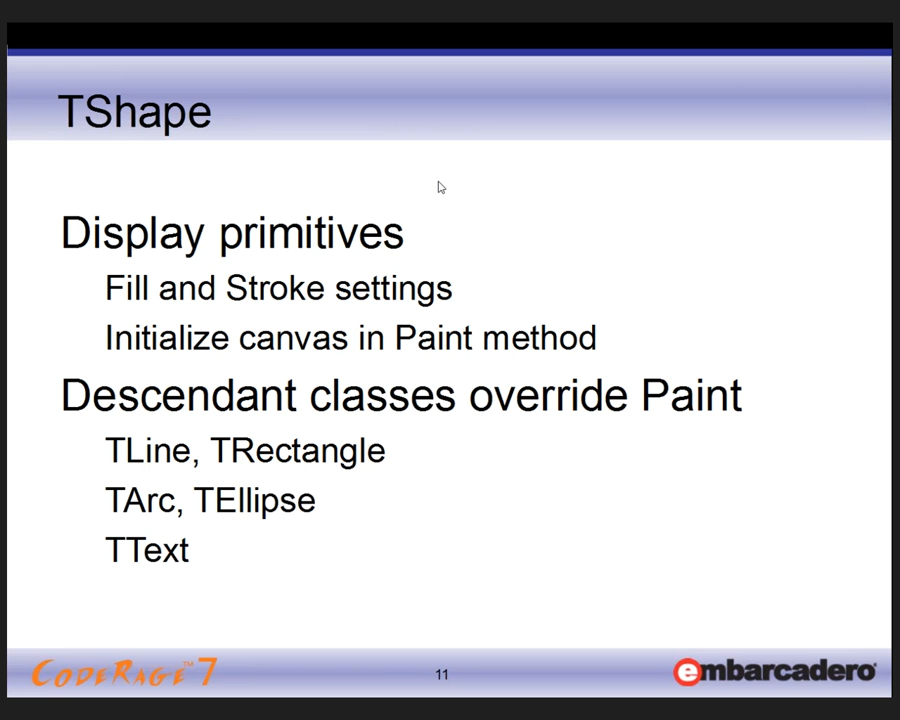 TShape
Display primitives
Fill and Stroke settings
Initialize canvas in Paint method
Descendant classes override Paint
TLine, TRectangle
TArc, TEllipse
TText
CodeRage™ 7
11
embarcadero®